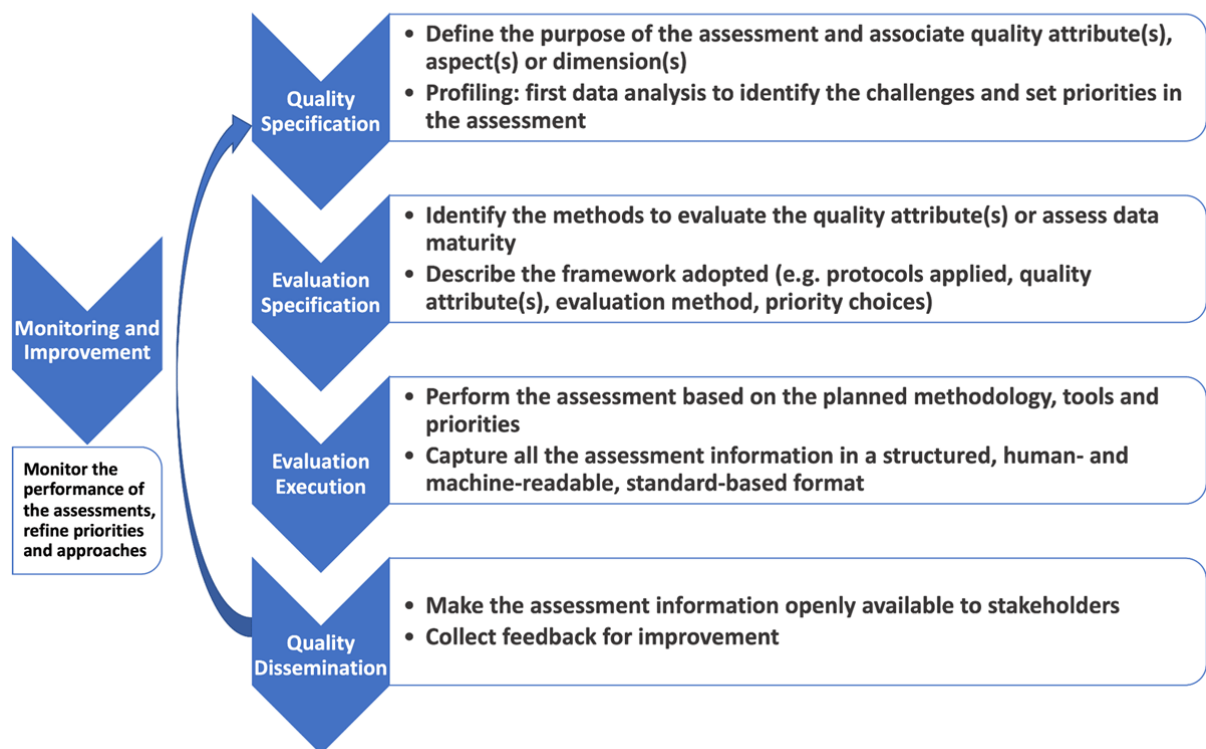 Quality
Specification
• Define the purpose of the assessment and associate quality attribute(s),
aspect(s) or dimension(s)
• Profiling: first data analysis to identify the challenges and set priorities in
the assessment
Evaluation
Specification
• Identify the methods to evaluate the quality attribute(s) or assess data
maturity
• Describe the framework adopted (e.g. protocols applied, quality
attribute(s), evaluation method, priority choices)
Monitoring and
Improvement
Monitor the
performance of
the assessments,
refine priorities
and approaches
Evaluation
Execution
• Perform the assessment based on the planned methodology, tools and
priorities
• Capture all the assessment information in a structured, human- and
machine-readable, standard-based format
Quality
Dissemination
• Make the assessment information openly available to stakeholders
• Collect feedback for improvement